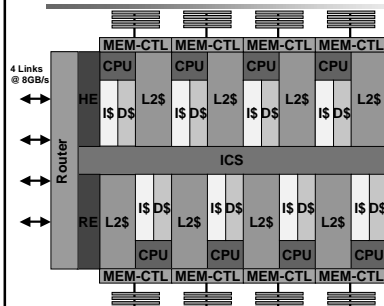 MEM-CTL MEM-CTL MEM-CTL MEM-CTL
CPU CPU CPU CPU
4 Links
@ 8GB/s
HE L2$ L2$ L2$ L2$
I$ D$ I$ D$ I$ D$ I$ D$
Router
ICS
I$ D$ I$ D$ I$ D$ I$ D$
RE L2$ L2$ L2$ L2$
CPU CPU CPU CPU
MEM-CTL MEM-CTL MEM-CTL MEM-CTL